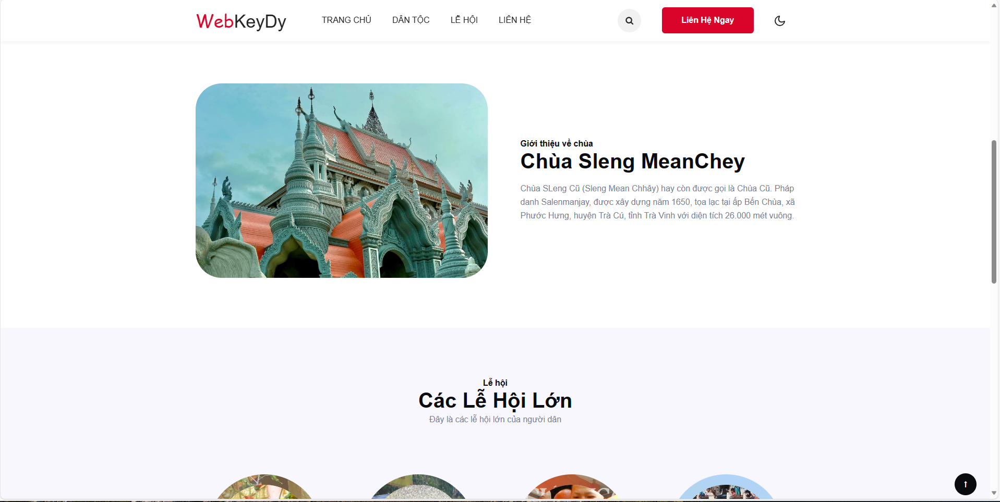 WebKeyDy
TRANG CHỦ
DÂN TỘC
LỄ HỘI
LIÊN HỆ
Liên Hệ Ngay
Giới thiệu về chùa
Chùa Sleng MeanChey
Chùa SLeng Cũ (Sleng Mean Chhây) hay còn được gọi là Chùa Cũ. Pháp
danh Salenmanjay, được xây dựng năm 1650, tọa lạc tại ấp Bến Chùa, xã
Phước Hưng, huyện Trà Cú, tỉnh Trà Vinh với diện tích 26.000 mét vuông.
Lễ hội
Các Lễ Hội Lớn
Đây là các lễ hội lớn của người dân